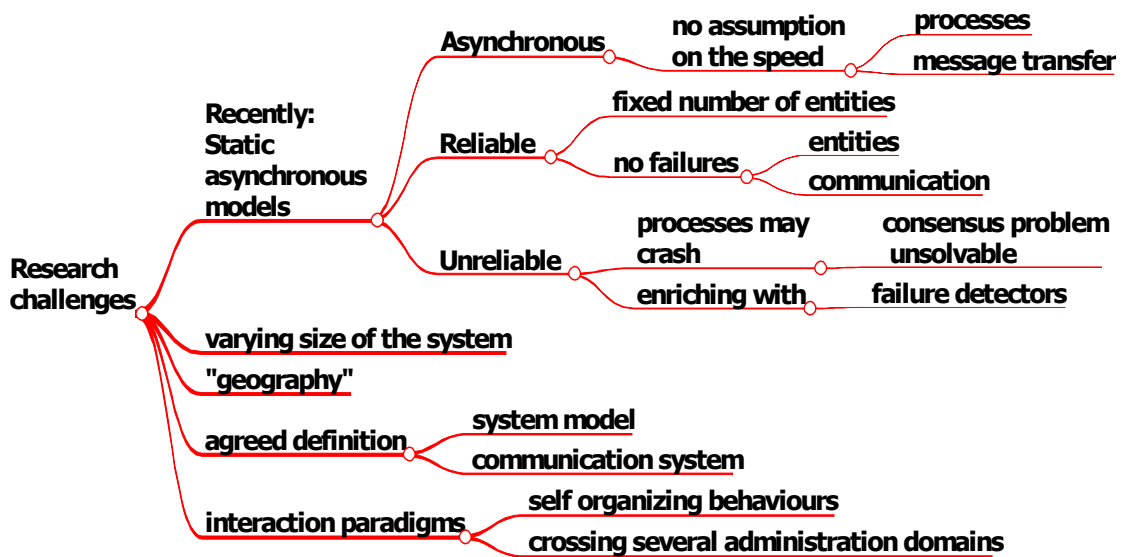 Research
challenges
Recently:
Static
asynchronous
models
Asynchronous
no assumption
on the speed
processes
message transfer
Reliable
fixed number of entities
no failures
entities
communication
Unreliable
processes may
crash
consensus problem
unsolvable
enriching with
failure detectors
varying size of the system
"geography"
agreed definition
system model
communication system
interaction paradigms
self organizing behaviours
crossing several administration domains